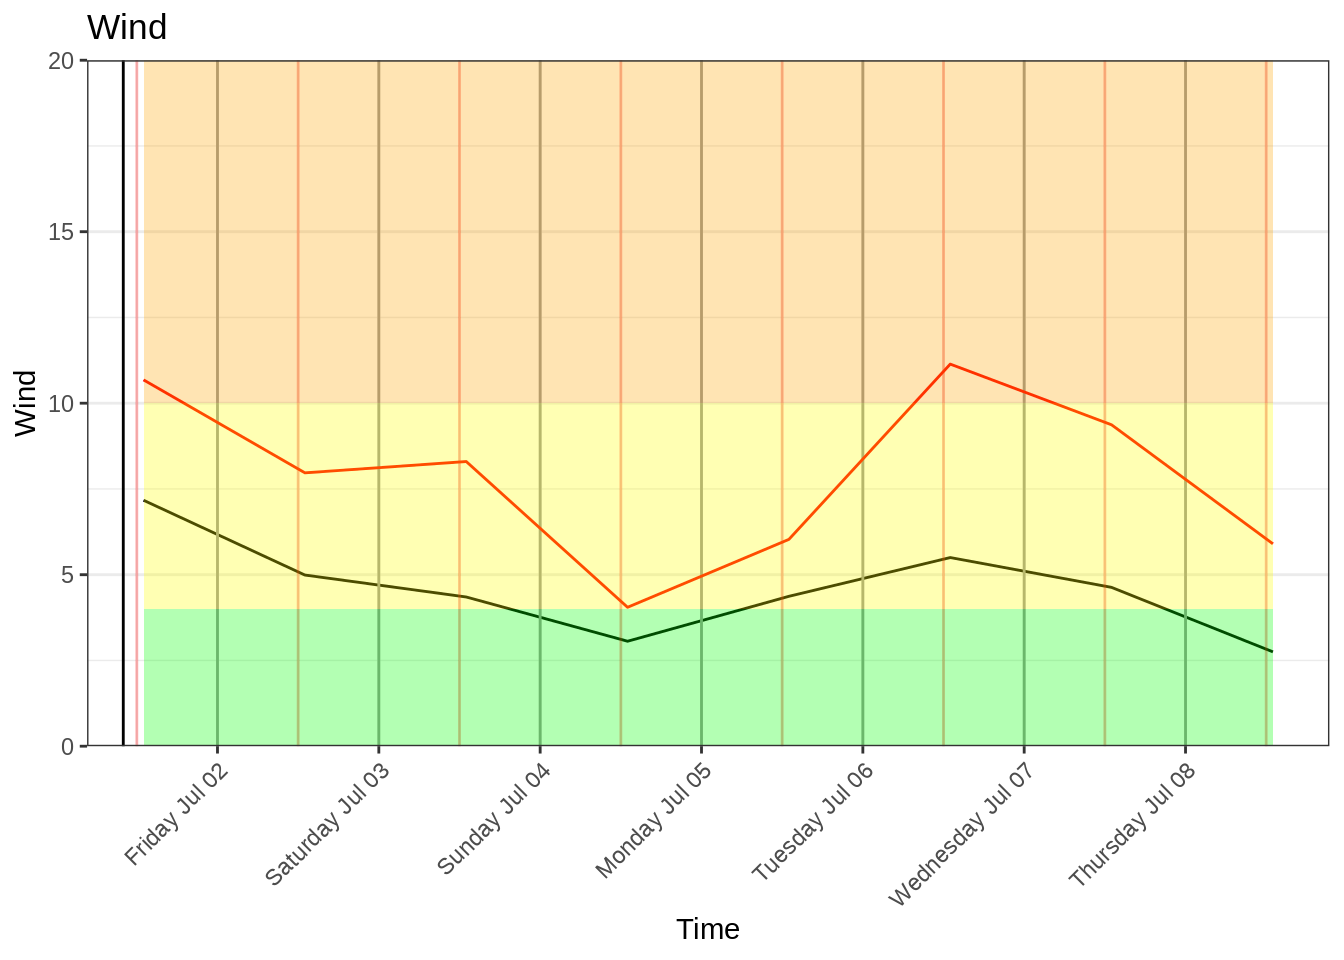 Wind
20
15
10
5
0
Wind
Friday Jul 02
Saturday Jul 03
Sunday Jul 04
Monday Jul 05
Tuesday Jul 06
Wednesday Jul 07
Thursday Jul 08
Time